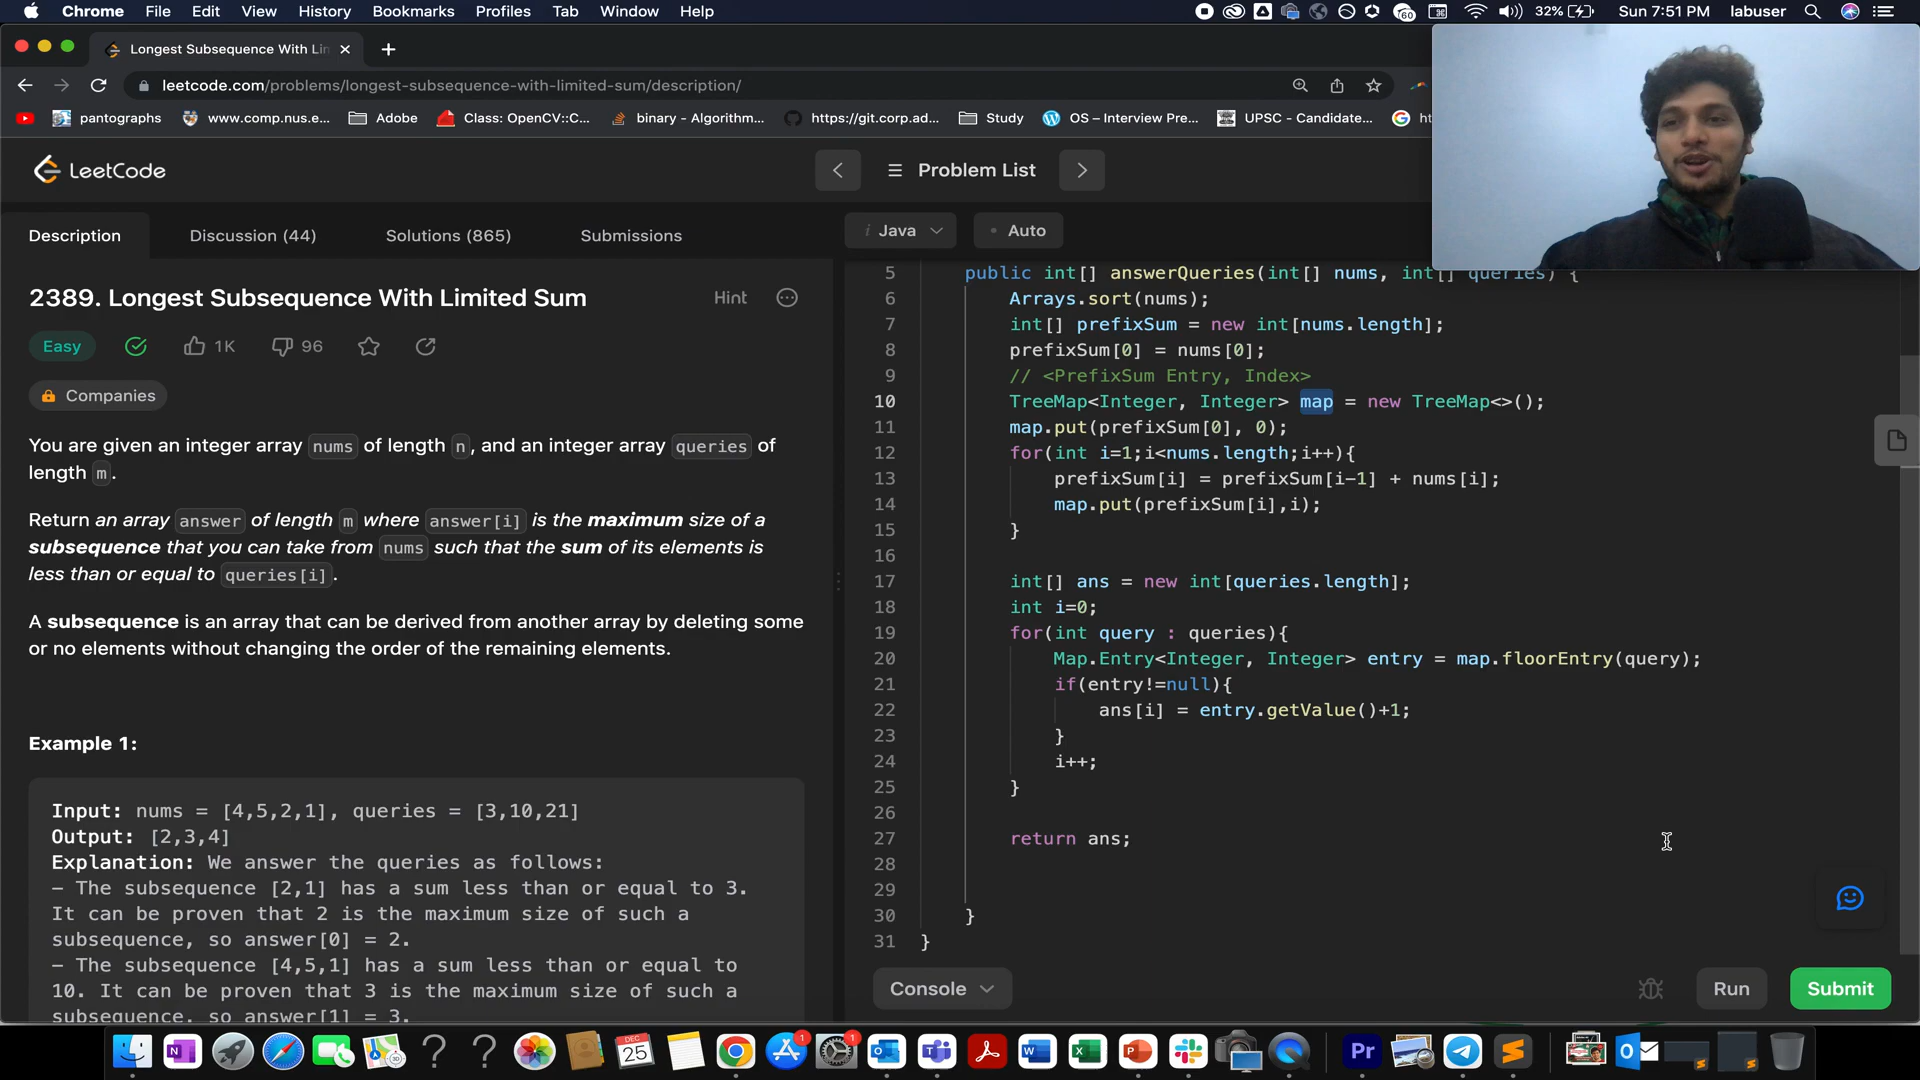 Chrome File Edit View History Bookmarks Profiles Tab Window Help
60 32% Sun 7:51 PM labuser
Longest Subsequence With Lin
leetcode.com/problems/longest-subsequence-with-limited-sum/description/
pantographs www.comp.nus.e... Adobe Class: OpenCV::C... binary - Algorithm... https://git.corp.ad... Study OS – Interview Pre... UPSC - Candidate...
LeetCode
Problem List
Description Discussion (44) Solutions (865) Submissions
i Java Auto
2389. Longest Subsequence With Limited Sum Hint
Easy 1K 96
Companies
You are given an integer array nums of length n, and an integer array queries of
length m.
Return an array answer of length m where answer[i] is the maximum size of a
subsequence that you can take from nums such that the sum of its elements is
less than or equal to queries[i].
A subsequence is an array that can be derived from another array by deleting some
or no elements without changing the order of the remaining elements.
Example 1:
Input: nums = [4,5,2,1], queries = [3,10,21]
Output: [2,3,4]
Explanation: We answer the queries as follows:
- The subsequence [2,1] has a sum less than or equal to 3.
It can be proven that 2 is the maximum size of such a
subsequence, so answer[0] = 2.
- The subsequence [4,5,1] has a sum less than or equal to
10. It can be proven that 3 is the maximum size of such a
subsequence, so answer[1] = 3.
5 public int[] answerQueries(int[] nums, int[] queries) {
6 Arrays.sort(nums);
7 int[] prefixSum = new int[nums.length];
8 prefixSum[0] = nums[0];
9 // <PrefixSum Entry, Index>
10 TreeMap<Integer, Integer> map = new TreeMap<>();
11 map.put(prefixSum[0], 0);
12 for(int i=1;i<nums.length;i++){
13 prefixSum[i] = prefixSum[i-1] + nums[i];
14 map.put(prefixSum[i],i);
15 }
16
17 int[] ans = new int[queries.length];
18 int i=0;
19 for(int query : queries){
20 Map.Entry<Integer, Integer> entry = map.floorEntry(query);
21 if(entry!=null){
22 ans[i] = entry.getValue()+1;
23 }
24 i++;
25 }
26
27 return ans;
28
29
30 }
31 }
Console Run Submit
DEC 25 1 1 Pr